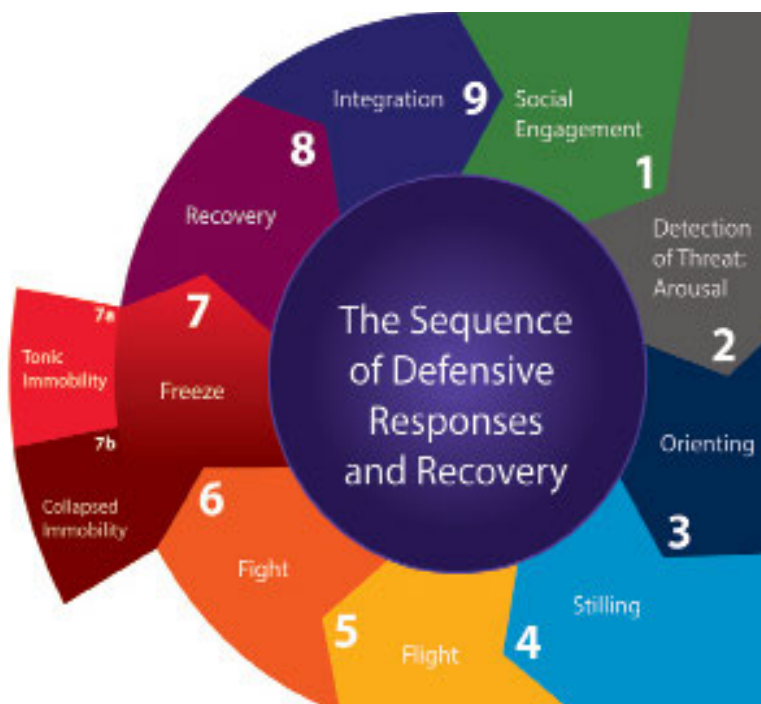 The Sequence
of Defensive
Responses
and Recovery
Social
Engagement
1
Detection
of Threat:
Arousal
2
Orienting
3
Stilling
4
Flight
5
Fight
6
Freeze
7
7a
Tonic
Immobility
7b
Collapsed
Immobility
Recovery
8
Integration
9